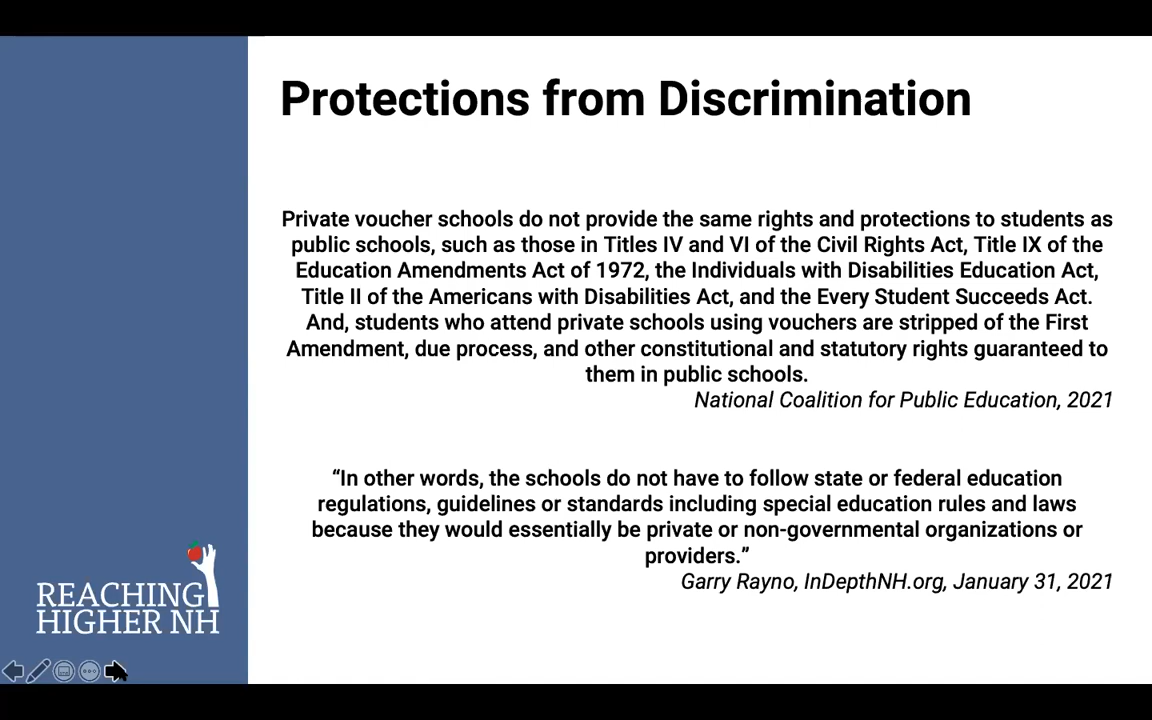 Protections from Discrimination
Private voucher schools do not provide the same rights and protections to students as
public schools, such as those in Titles IV and VI of the Civil Rights Act, Title IX of the
Education Amendments Act of 1972, the Individuals with Disabilities Education Act,
Title II of the Americans with Disabilities Act, and the Every Student Succeeds Act.
And, students who attend private schools using vouchers are stripped of the First
Amendment, due process, and other constitutional and statutory rights guaranteed to
them in public schools.
National Coalition for Public Education, 2021
“In other words, the schools do not have to follow state or federal education
regulations, guidelines or standards including special education rules and laws
because they would essentially be private or non-governmental organizations or
providers.”
Garry Rayno, InDepthNH.org, January 31, 2021
REACHING
HIGHER NH